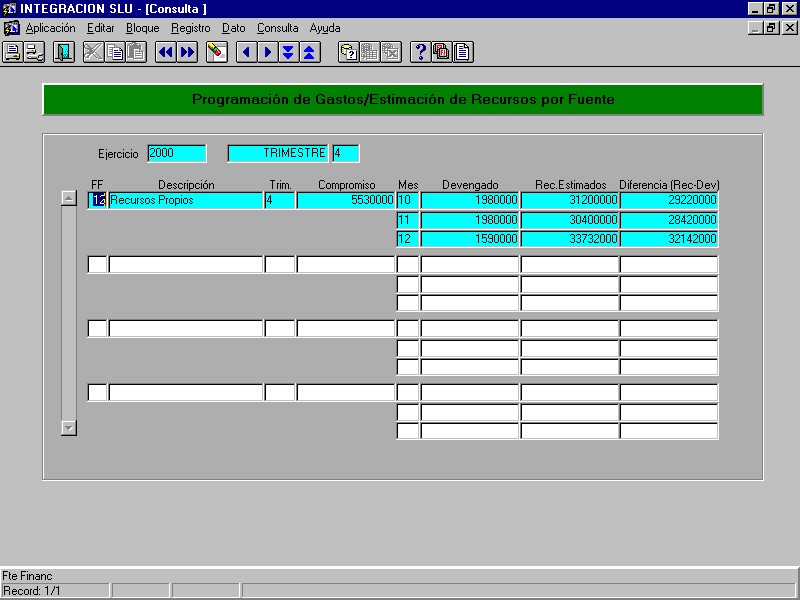 INTEGRACION SLU - [Consulta ]
Aplicación Editar Bloque Registro Dato Consulta Ayuda
Programación de Gastos/Estimación de Recursos por Fuente
Ejercicio 2000 TRIMESTRE 4
FF Descripción Trim. Compromiso Mes Devengado Rec.Estimados Diferencia (Rec-Dev)
12 Recursos Propios 4 5530000 10 1980000 31200000 29220000
11 1980000 30400000 28420000
12 1590000 33732000 32142000
Fte Financ
Record: 1/1